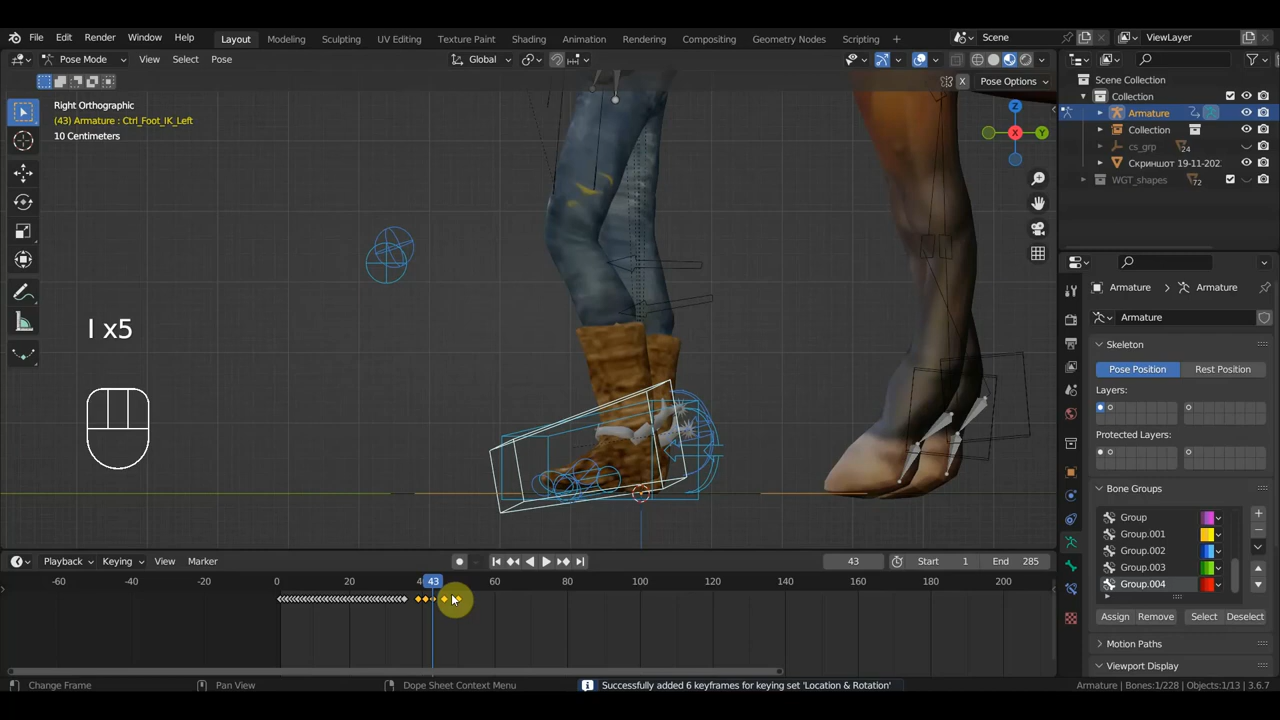 File Edit Render Window Help Layout Modeling Sculpting UV Editing Texture Paint Shading Animation Rendering Compositing Geometry Nodes Scripting + Scene ViewLayer
Pose Mode View Select Pose Global
X Pose Options
Right Orthographic
(43) Armature : Ctrl_Foot_IK_Left
10 Centimeters
I x5
X
Y
Z
Scene Collection
Collection
Armature
Collection
cs_grp 24
Скриншот 19-11-202
WGT_shapes 72
Armature > Armature
Armature
Skeleton
Pose Position Rest Position
Layers:
Protected Layers:
Bone Groups
Group
Group.001
Group.002
Group.003
Group.004
Assign Remove Select Deselect
Motion Paths
Viewport Display
Playback Keying View Marker 43 Start 1 End 285
-60 -40 -20 0 20 43 60 80 100 120 140 160 180 200
Change Frame Pan View Dope Sheet Context Menu Successfully added 6 keyframes for keying set 'Location & Rotation' Armature | Bones:1/228 | Objects:1/13 | 3.6.7